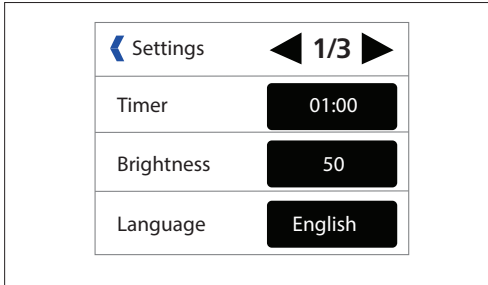 Settings 1/3
Timer 01:00
Brightness 50
Language English